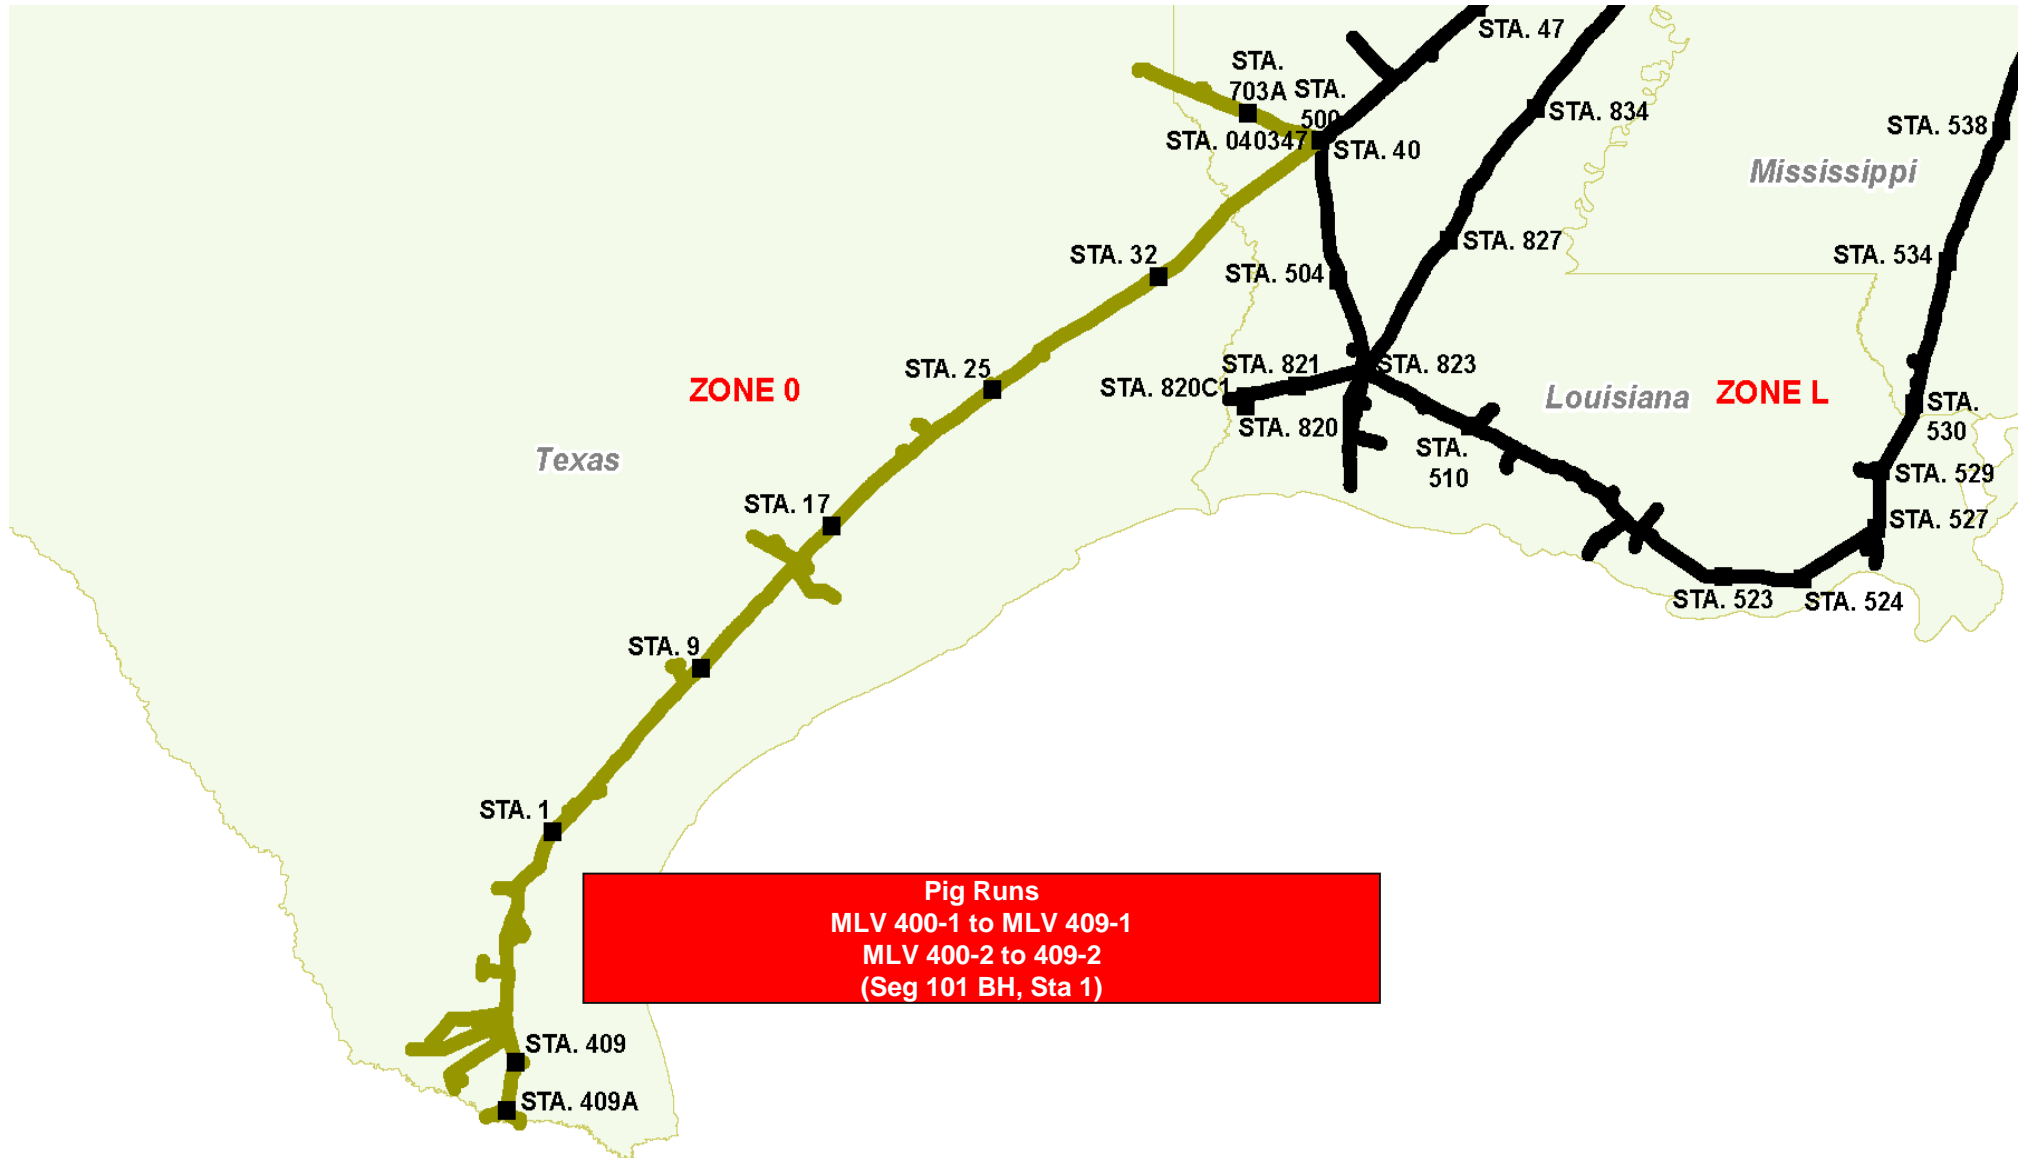 STA. 47
STA.
703A
STA.
500
STA. 834
STA. 538
STA. 040347
STA. 40
Mississippi
STA. 827
STA. 32
STA. 504
STA. 534
STA. 25
STA. 821
STA. 823
STA. 820C1
ZONE 0
Louisiana
ZONE L
STA.
530
STA. 820
STA.
510
Texas
STA. 529
STA. 17
STA. 527
STA. 523
STA. 524
STA. 9
STA. 1
Pig Runs
MLV 400-1 to MLV 409-1
MLV 400-2 to 409-2
(Seg 101 BH, Sta 1)
STA. 409
STA. 409A